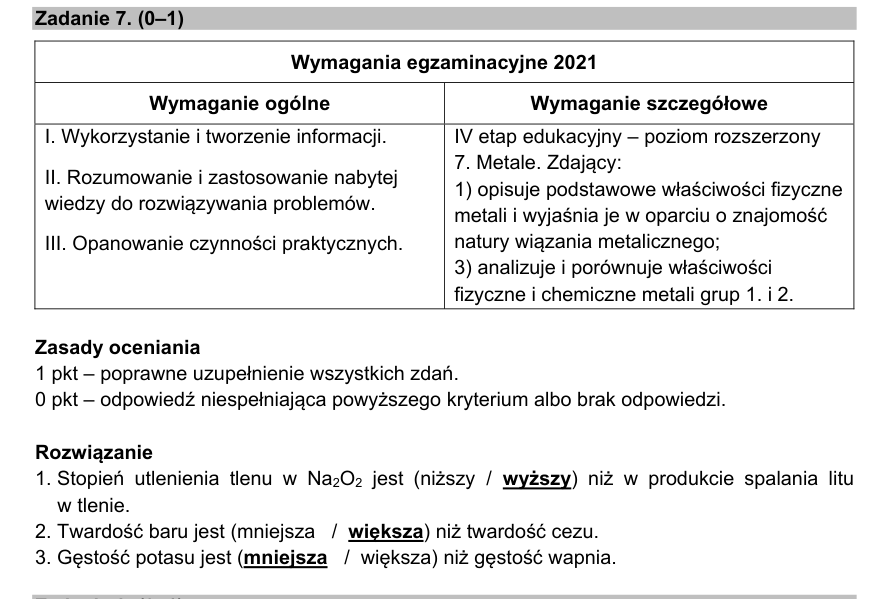 Zadanie 7. (0–1)
Wymagania egzaminacyjne 2021
Wymaganie ogólne
Wymaganie szczegółowe
I. Wykorzystanie i tworzenie informacji.
II. Rozumowanie i zastosowanie nabytej
wiedzy do rozwiązywania problemów.
III. Opanowanie czynności praktycznych.
IV etap edukacyjny – poziom rozszerzony
7. Metale. Zdający:
1) opisuje podstawowe właściwości fizyczne
metali i wyjaśnia je w oparciu o znajomość
natury wiązania metalicznego;
3) analizuje i porównuje właściwości
fizyczne i chemiczne metali grup 1. i 2.
Zasady oceniania
1 pkt – poprawne uzupełnienie wszystkich zdań.
0 pkt – odpowiedź niespełniająca powyższego kryterium albo brak odpowiedzi.
Rozwiązanie
1. Stopień utlenienia tlenu w Na₂O₂ jest (niższy / wyższy) niż w produkcie spalania litu
w tlenie.
2. Twardość baru jest (mniejsza / większa) niż twardość cezu.
3. Gęstość potasu jest (mniejsza / większa) niż gęstość wapnia.